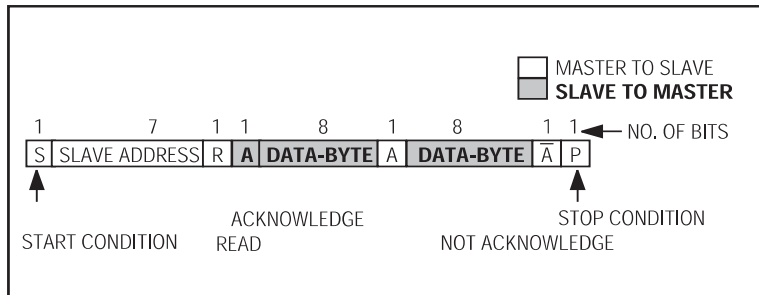 MASTER TO SLAVE
SLAVE TO MASTER
1 7 1 1 8 1 8 1 1 NO. OF BITS
S SLAVE ADDRESS R A DATA-BYTE A DATA-BYTE A̅ P
ACKNOWLEDGE STOP CONDITION
START CONDITION READ NOT ACKNOWLEDGE